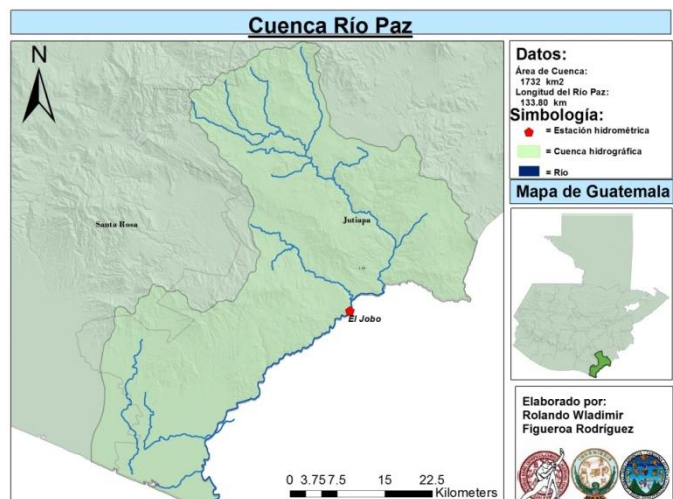 Cuenca Río Paz
N
Santa Rosa
Jutiapa
El Jobo
0 3.75 7.5 15 22.5
Kilometers
Datos:
Área de Cuenca:
1732 km2
Longitud del Río Paz:
133.80 km
Simbología:
= Estación hidrométrica
= Cuenca hidrográfica
= Río
Mapa de Guatemala
Elaborado por:
Rolando Wladimir
Figueroa Rodríguez